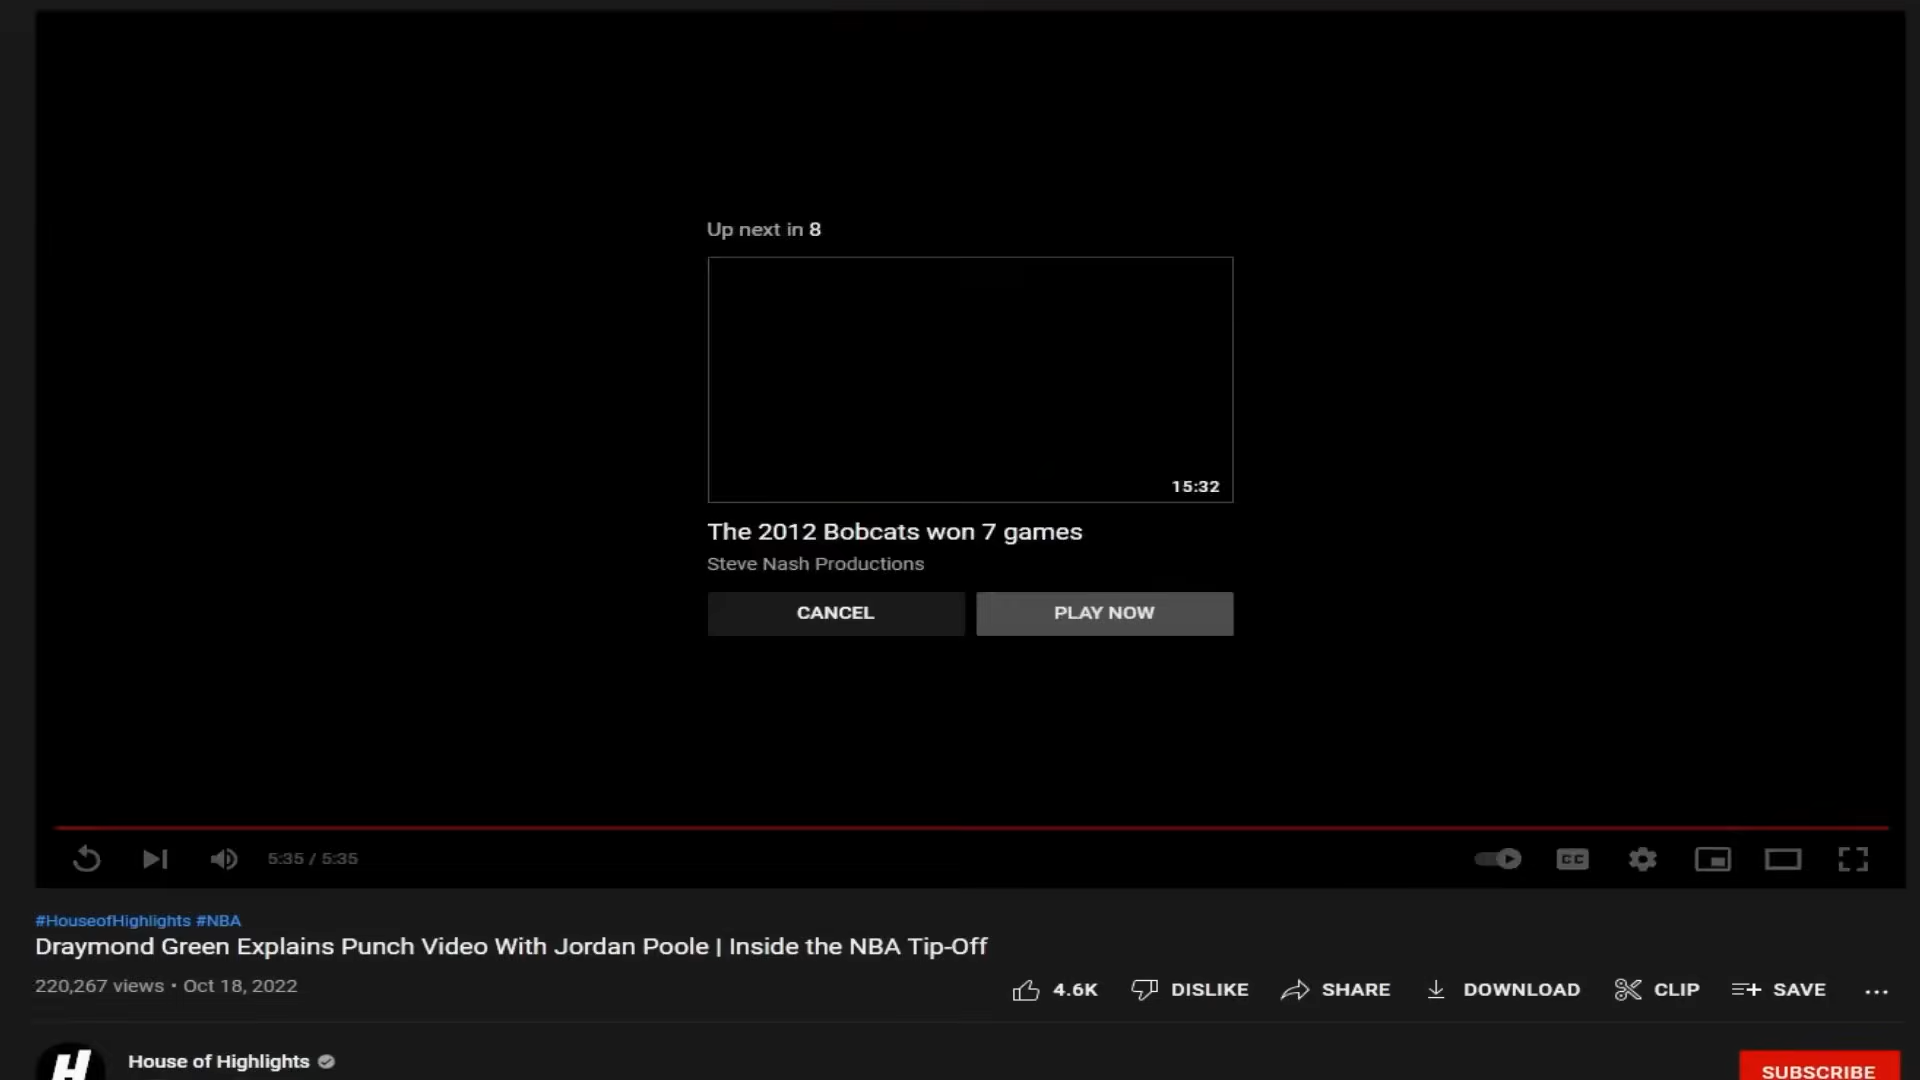 Up next in 8
15:32
The 2012 Bobcats won 7 games
Steve Nash Productions
CANCEL
PLAY NOW
5:35 / 5:35
CC
#HouseofHighlights #NBA
Draymond Green Explains Punch Video With Jordan Poole | Inside the NBA Tip-Off
220,267 views • Oct 18, 2022
4.6K
DISLIKE
SHARE
DOWNLOAD
CLIP
SAVE
H
House of Highlights
SUBSCRIBE